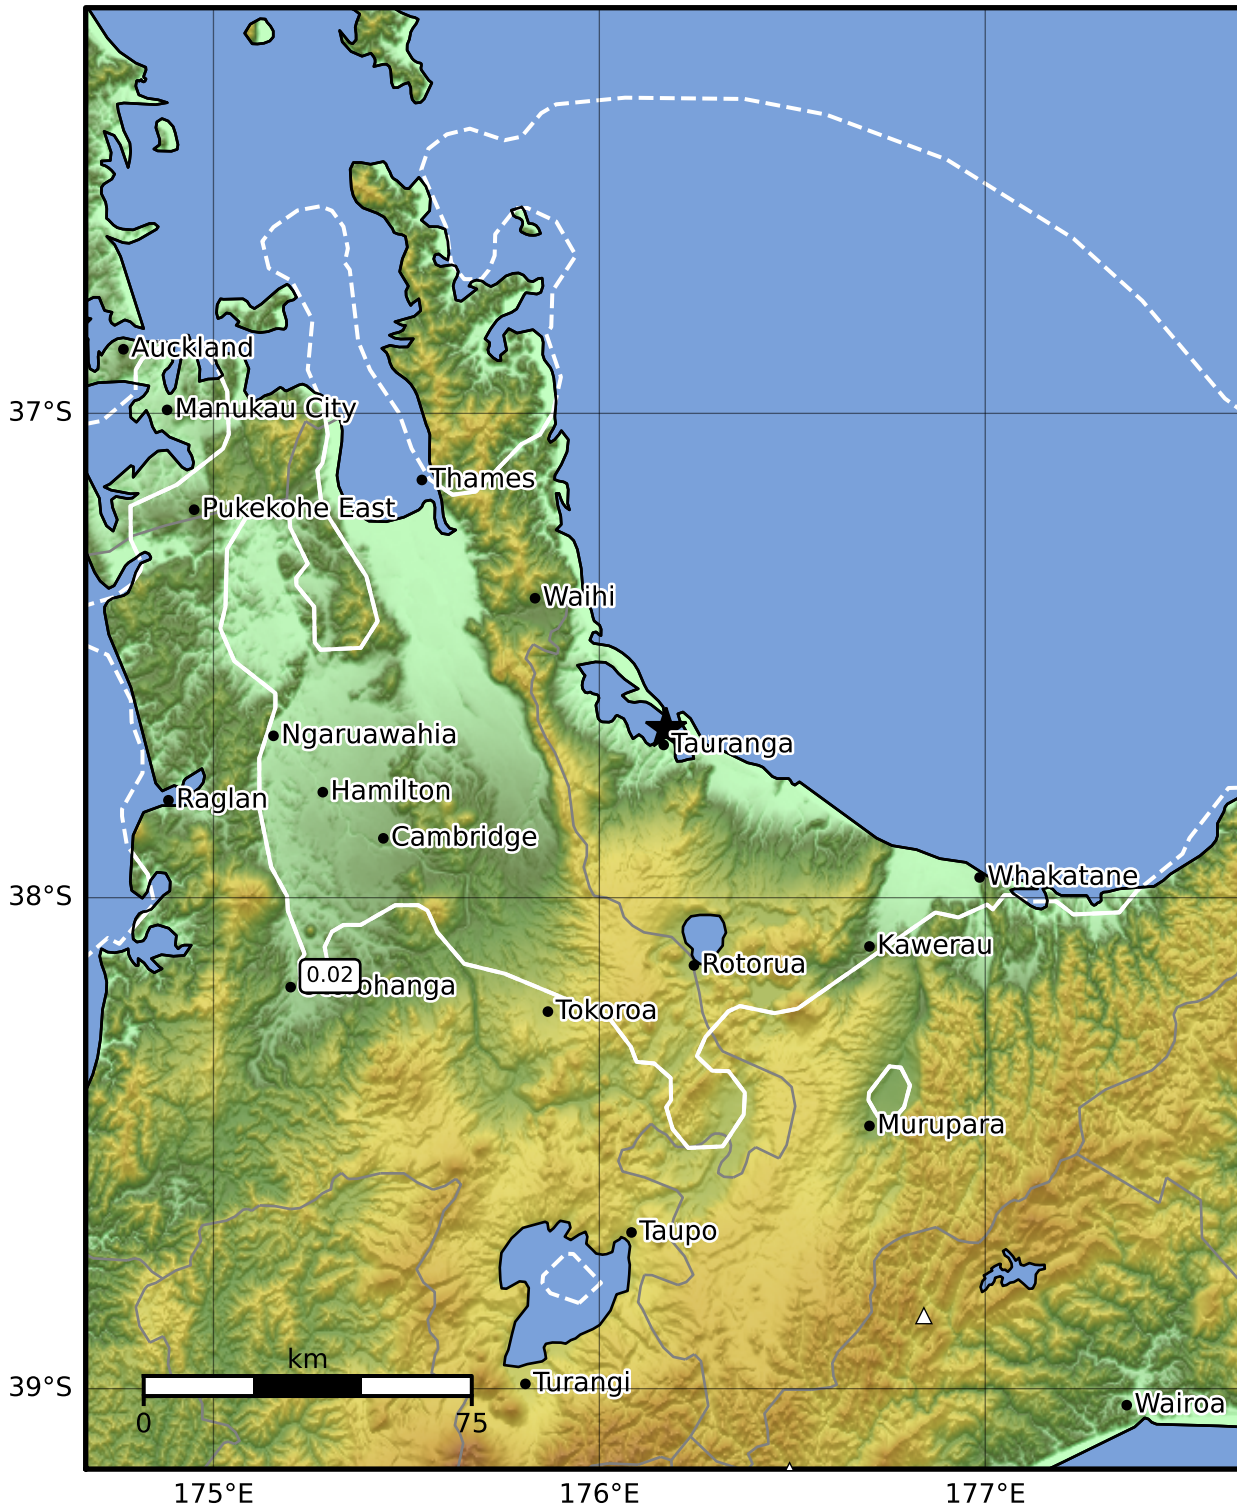 Auckland
37°S
Manukau City
Thames
Pukekohe East
Waihi
Ngaruawahia
Tauranga
Hamilton
Raglan
Cambridge
Whakatane
38°S
Kawerau
Rotorua
0.02
ohanga
Tokoroa
Murupara
Taupo
km
Turangi
39°S
Wairoa
0
75
175°E
176°E
177°E